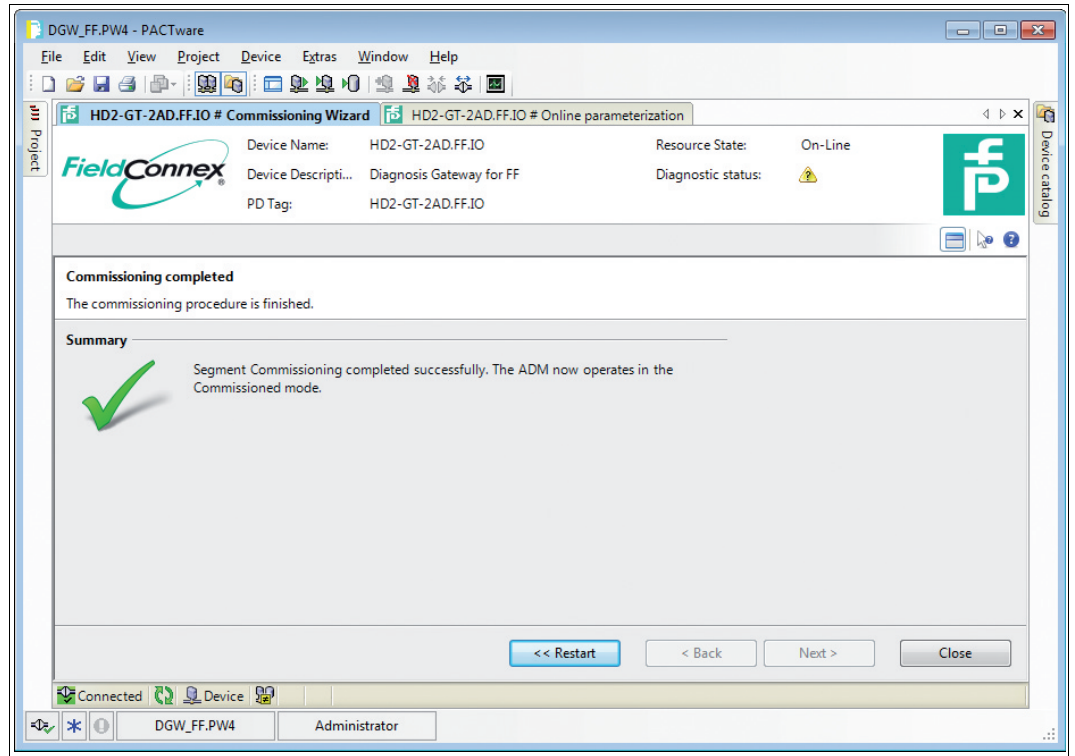 DGW_FF.PW4 - PACTware
File Edit View Project Device Extras Window Help
Project
HD2-GT-2AD.FF.IO # Commissioning Wizard HD2-GT-2AD.FF.IO # Online parameterization
Device catalog
FieldConnex®
Device Name: HD2-GT-2AD.FF.IO Resource State: On-Line
Device Descripti... Diagnosis Gateway for FF Diagnostic status:
PD Tag: HD2-GT-2AD.FF.IO
Commissioning completed
The commissioning procedure is finished.
Summary
Segment Commissioning completed successfully. The ADM now operates in the
Commissioned mode.
<< Restart < Back Next > Close
Connected Device
DGW_FF.PW4 Administrator